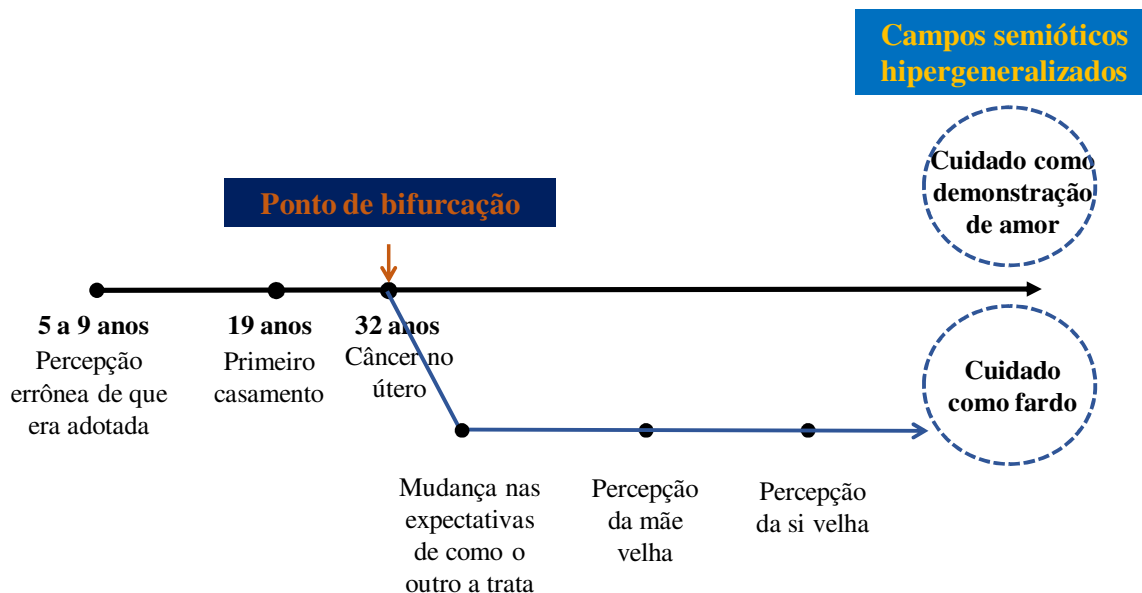 Campos semióticos
hipergeneralizados
Cuidado como
demonstração
de amor
Ponto de bifurcação
5 a 9 anos
Percepção
errônea de que
era adotada
19 anos
Primeiro
casamento
32 anos
Câncer no
útero
Cuidado
como fardo
Mudança nas
expectativas
de como o
outro a trata
Percepção
da mãe
velha
Percepção
da si velha